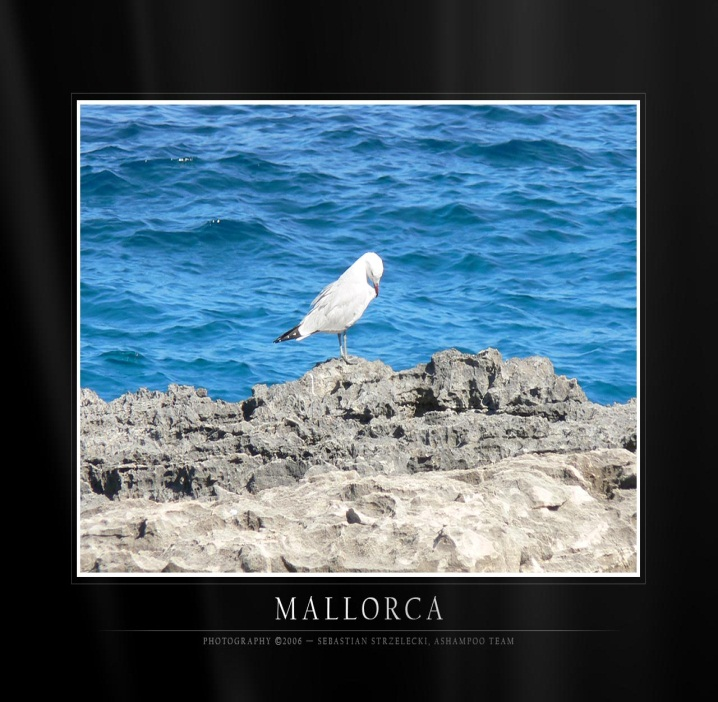 MALLORCA
PHOTOGRAPHY ©2006 — SEBASTIAN STRZELECKI, ASHAMPOO TEAM